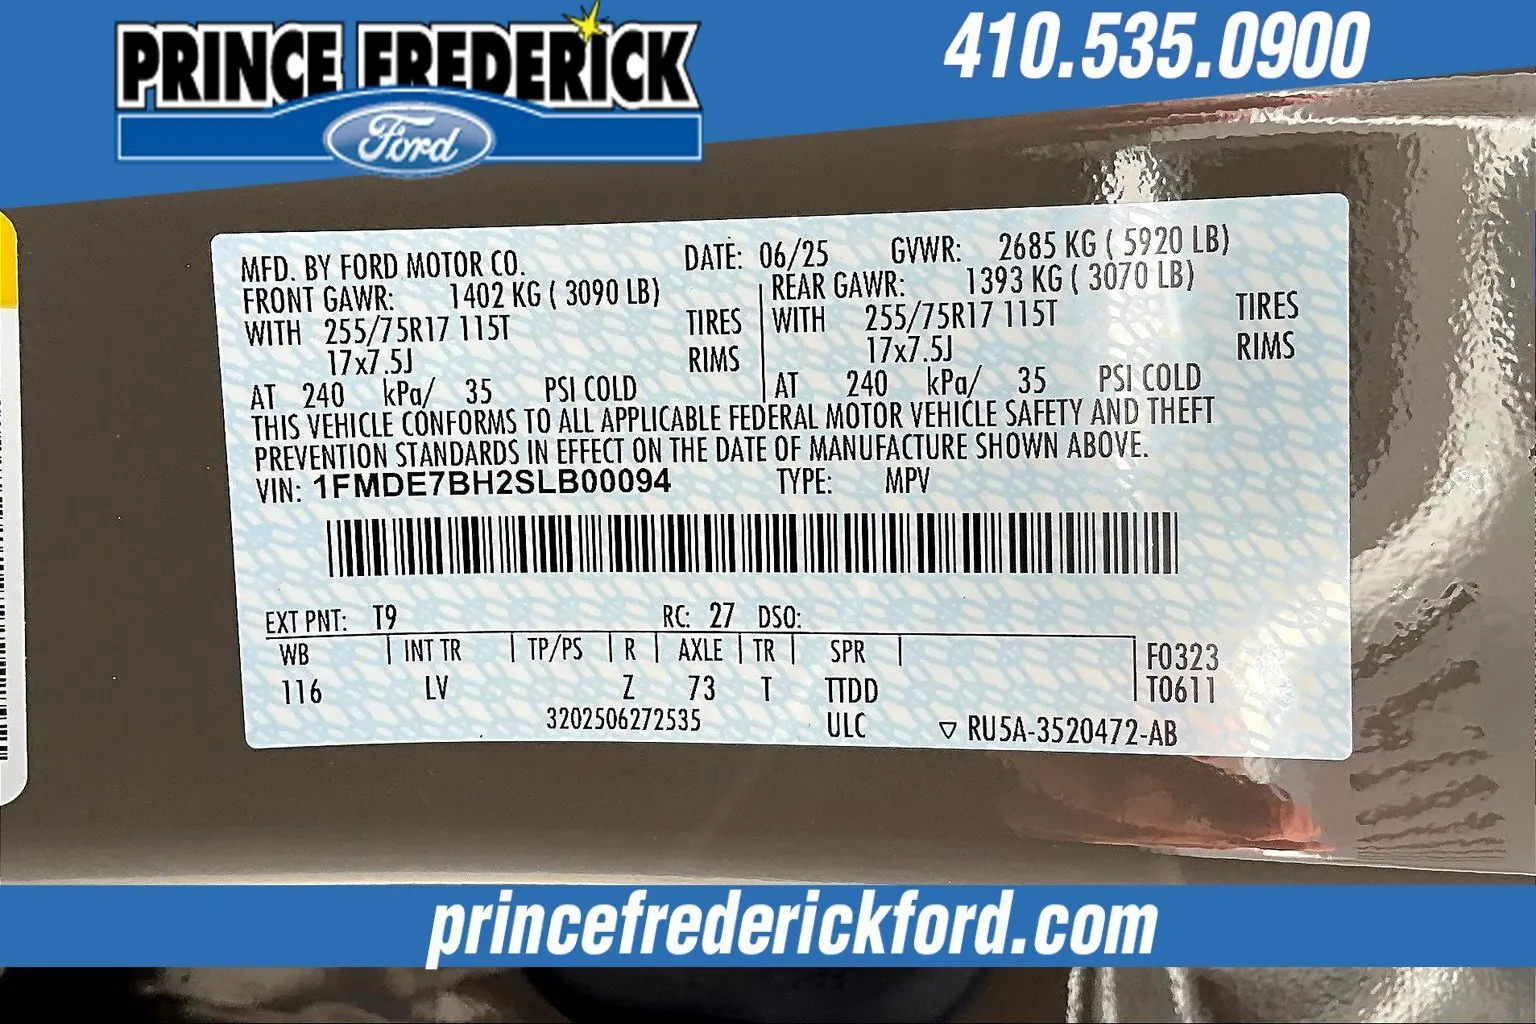 PRINCE FREDERICK
Ford
410.535.0900
MFD. BY FORD MOTOR CO. DATE: 06/25 GVWR: 2685 KG ( 5920 LB)
FRONT GAWR: 1402 KG ( 3090 LB) REAR GAWR: 1393 KG ( 3070 LB)
WITH 255/75R17 115T TIRES WITH 255/75R17 115T TIRES
17x7.5J RIMS 17x7.5J RIMS
AT 240 kPa/ 35 PSI COLD AT 240 kPa/ 35 PSI COLD
THIS VEHICLE CONFORMS TO ALL APPLICABLE FEDERAL MOTOR VEHICLE SAFETY AND THEFT
PREVENTION STANDARDS IN EFFECT ON THE DATE OF MANUFACTURE SHOWN ABOVE.
VIN: 1FMDE7BH2SLB00094 TYPE: MPV
EXT PNT: T9 RC: 27 DSO:
WB INT TR TP/PS R AXLE TR SPR F0323
116 LV Z 73 T TTDD T0611
3202506272535 ULC ▽ RU5A-3520472-AB
princefrederickford.com